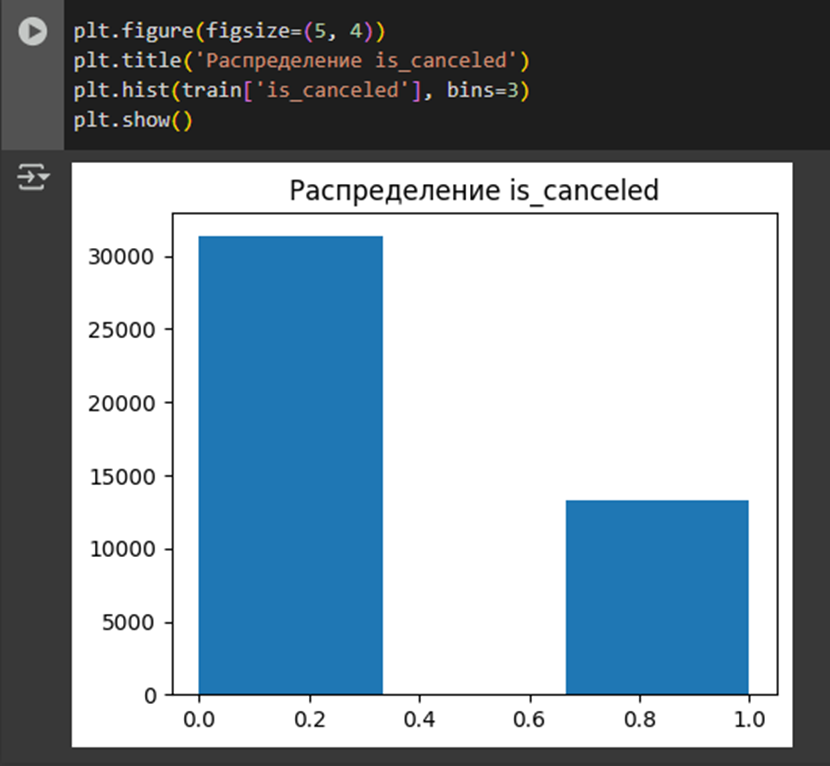 plt.figure(figsize=(5, 4))
plt.title('Распределение is_canceled')
plt.hist(train['is_canceled'], bins=3)
plt.show()
Распределение is_canceled
30000
25000
20000
15000
10000
5000
0
0.0 0.2 0.4 0.6 0.8 1.0